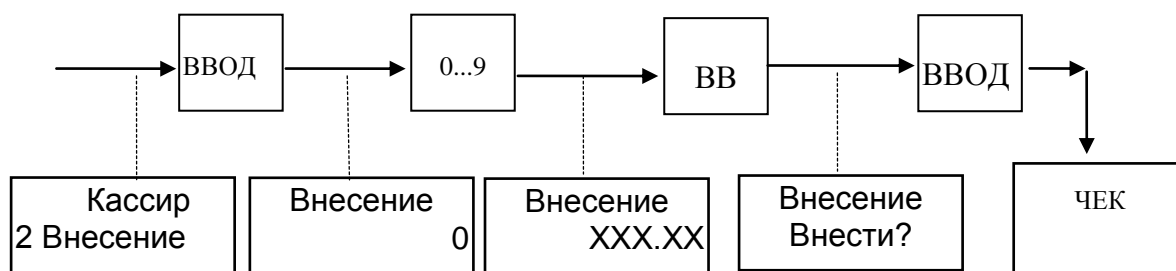 ВВОД
0...9
ВВ
ВВОД
Кассир
2 Внесение
Внесение
0
Внесение
XXX.XX
Внесение
Внести?
ЧЕК